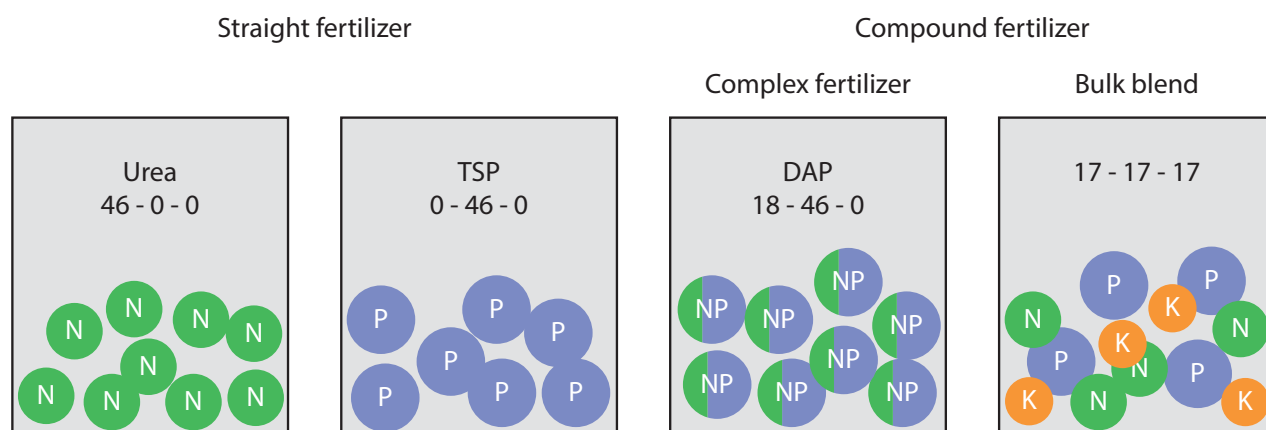 Straight fertilizer
Compound fertilizer
Complex fertilizer
Bulk blend
Urea
46 - 0 - 0
N
N
N
N
N
N
N
N
N
TSP
0 - 46 - 0
P
P
P
P
P
P
P
DAP
18 - 46 - 0
NP
NP
NP
NP
NP
NP
NP
NP
17 - 17 - 17
P
P
K
N
N
K
P
N
P
K
N
K